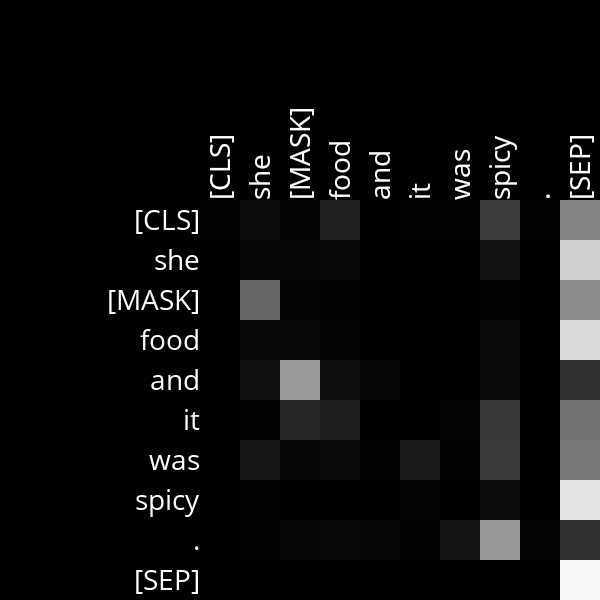 [CLS] she [MASK] food and it was spicy . [SEP]
[CLS]
she
[MASK]
food
and
it
was
spicy
.
[SEP]